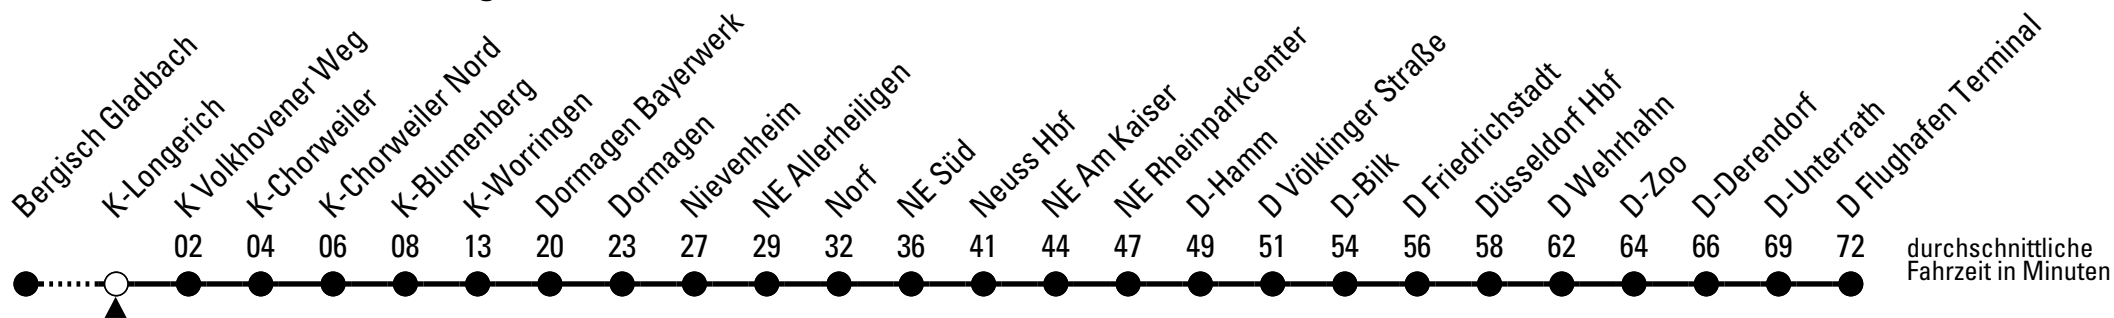 Bergisch Gladbach
K-Longerich
K Volkhovener Weg
K-Chorweiler
K-Chorweiler Nord
K-Blumenberg
K-Worringen
Dormagen Bayerwerk
Dormagen
Nievenheim
NE Allerheiligen
Norf
NE Süd
Neuss Hbf
NE Am Kaiser
NE Rheinparkcenter
D-Hamm
D Völklinger Straße
D-Bilk
D Friedrichstadt
Düsseldorf Hbf
D Wehrhahn
D-Zoo
D-Derendorf
D-Unterrath
D Flughafen Terminal
02 04 06 08 13 20 23 27 29 32 36 41 44 47 49 51 54 56 58 62 64 66 69 72
durchschnittliche
Fahrzeit in Minuten